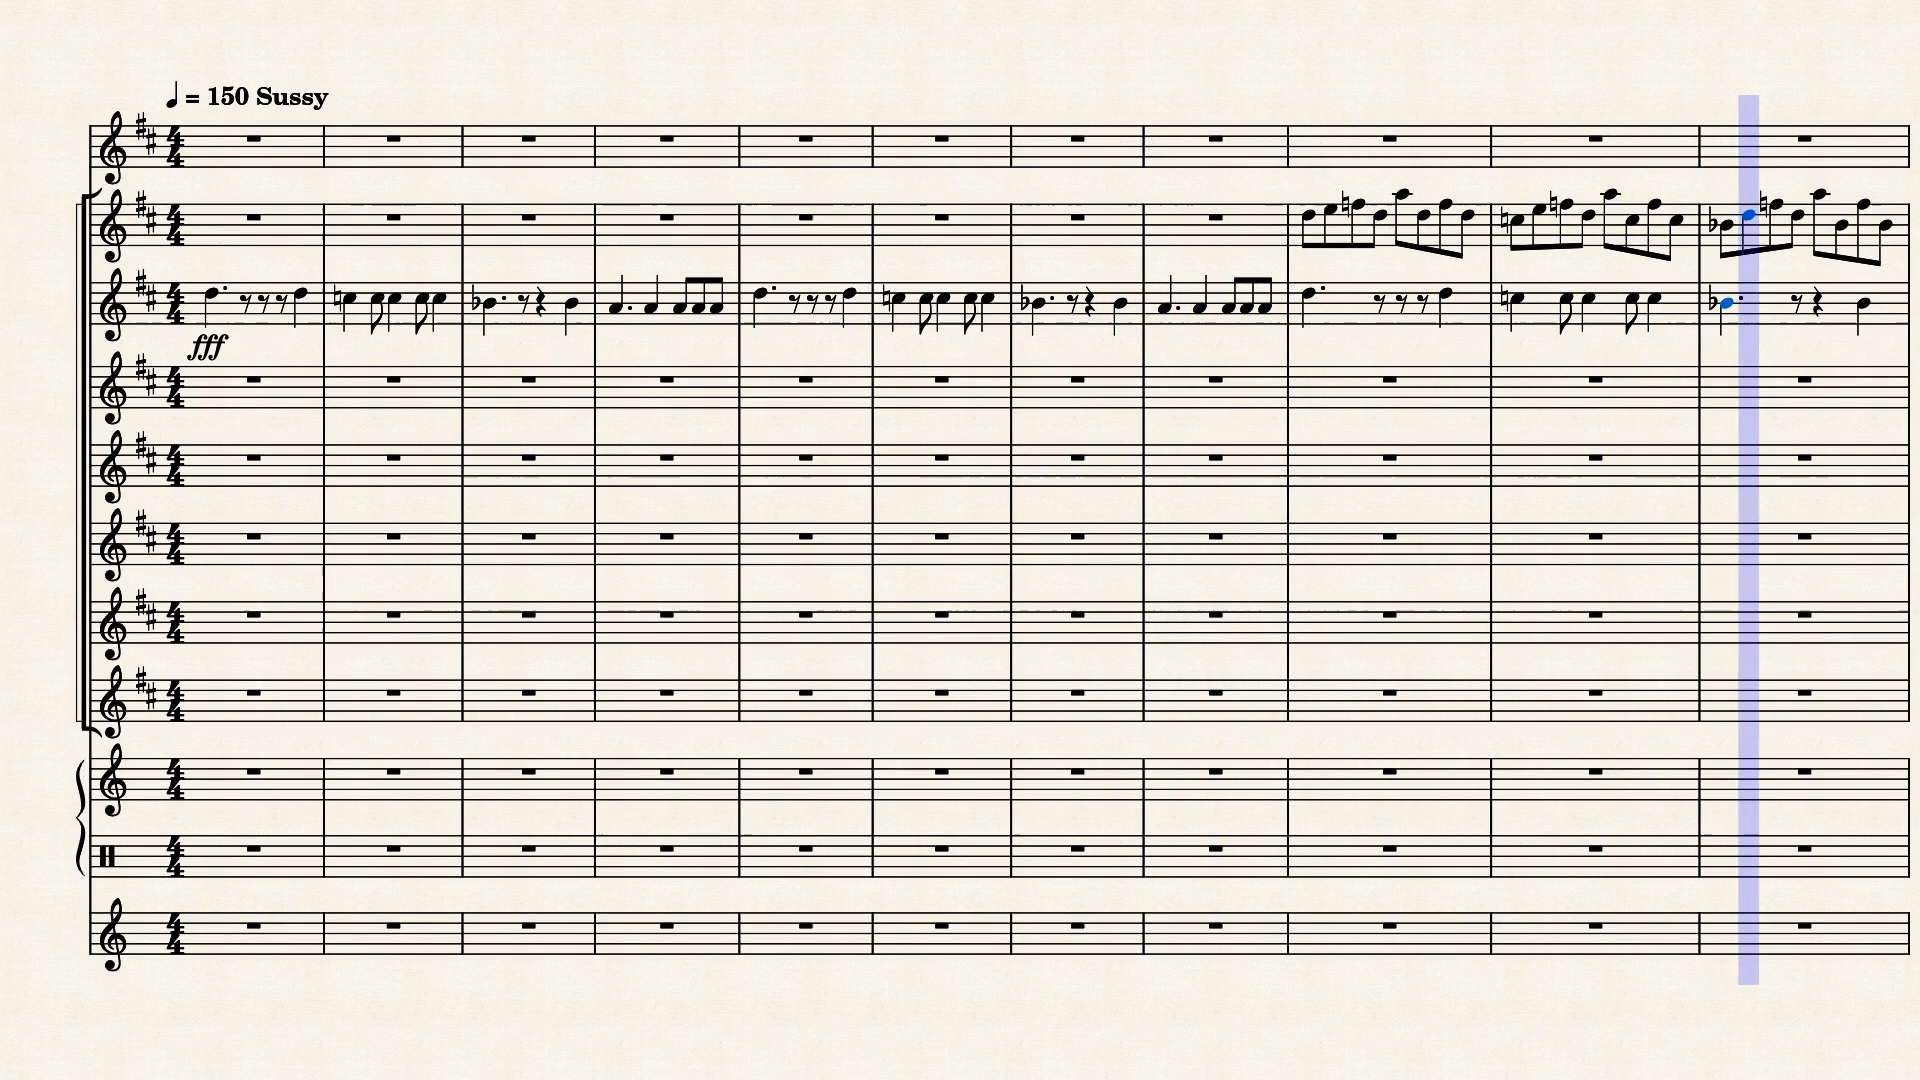 ♩ = 150 Sussy
fff